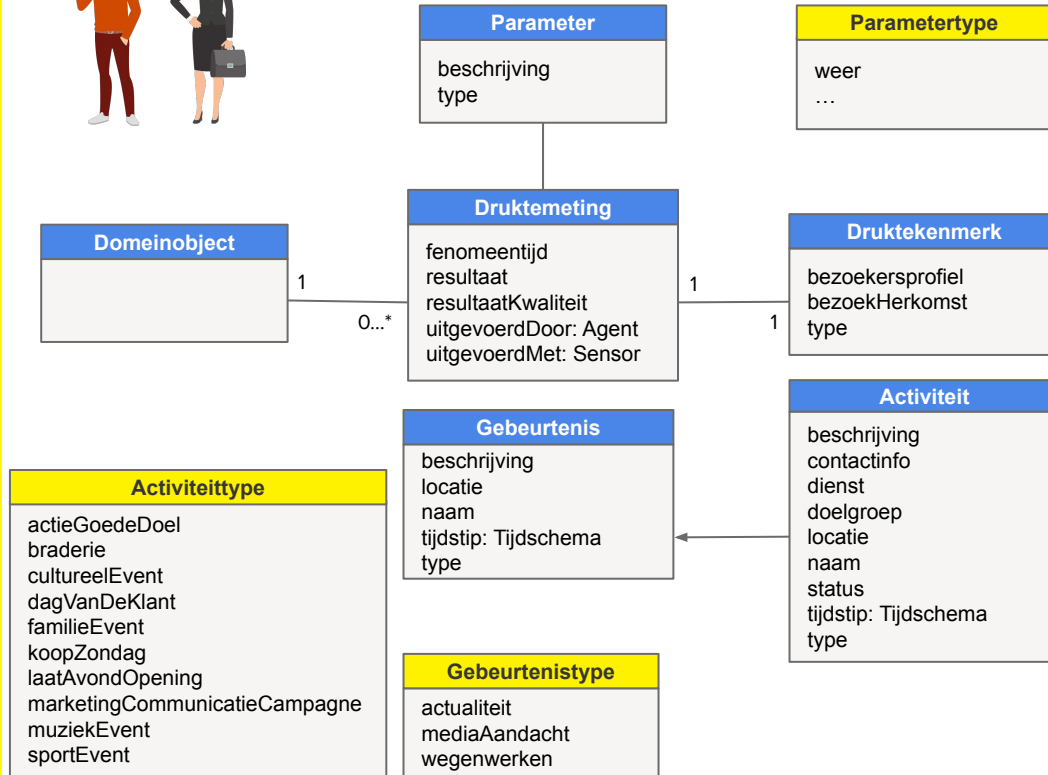 Parameter
beschrijving
type
Parametertype
weer
…
Domeinobject
1
0...*
Druktemeting
fenomeentijd
resultaat
resultaatKwaliteit
uitgevoerdDoor: Agent
uitgevoerdMet: Sensor
1
1
Druktekenmerk
bezoekersprofiel
bezoekHerkomst
type
Gebeurtenis
beschrijving
locatie
naam
tijdstip: Tijdschema
type
Activiteit
beschrijving
contactinfo
dienst
doelgroep
locatie
naam
status
tijdstip: Tijdschema
type
Activiteittype
actieGoedeDoel
braderie
cultureelEvent
dagVanDeKlant
familieEvent
koopZondag
laatAvondOpening
marketingCommunicatieCampagne
muziekEvent
sportEvent
Gebeurtenistype
actualiteit
mediaAandacht
wegenwerken